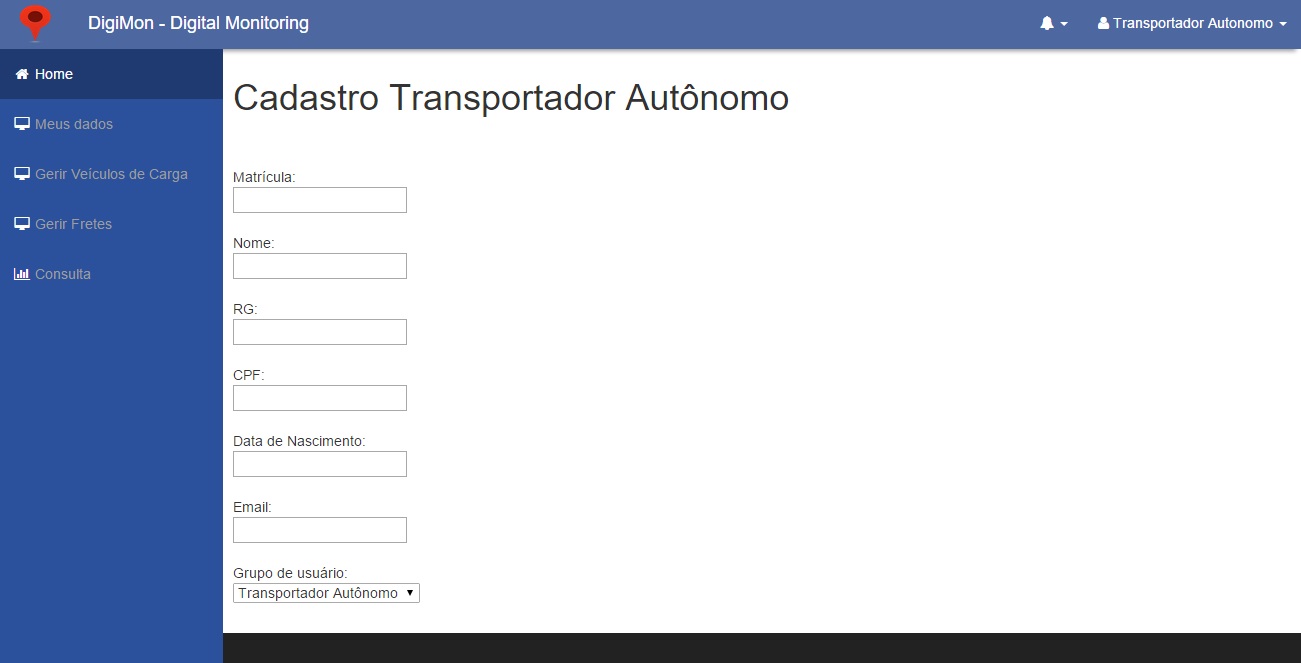 DigiMon - Digital Monitoring
Transportador Autonomo
Home
Meus dados
Gerir Veículos de Carga
Gerir Fretes
Consulta
Cadastro Transportador Autônomo
Matrícula:
Nome:
RG:
CPF:
Data de Nascimento:
Email:
Grupo de usuário:
Transportador Autônomo